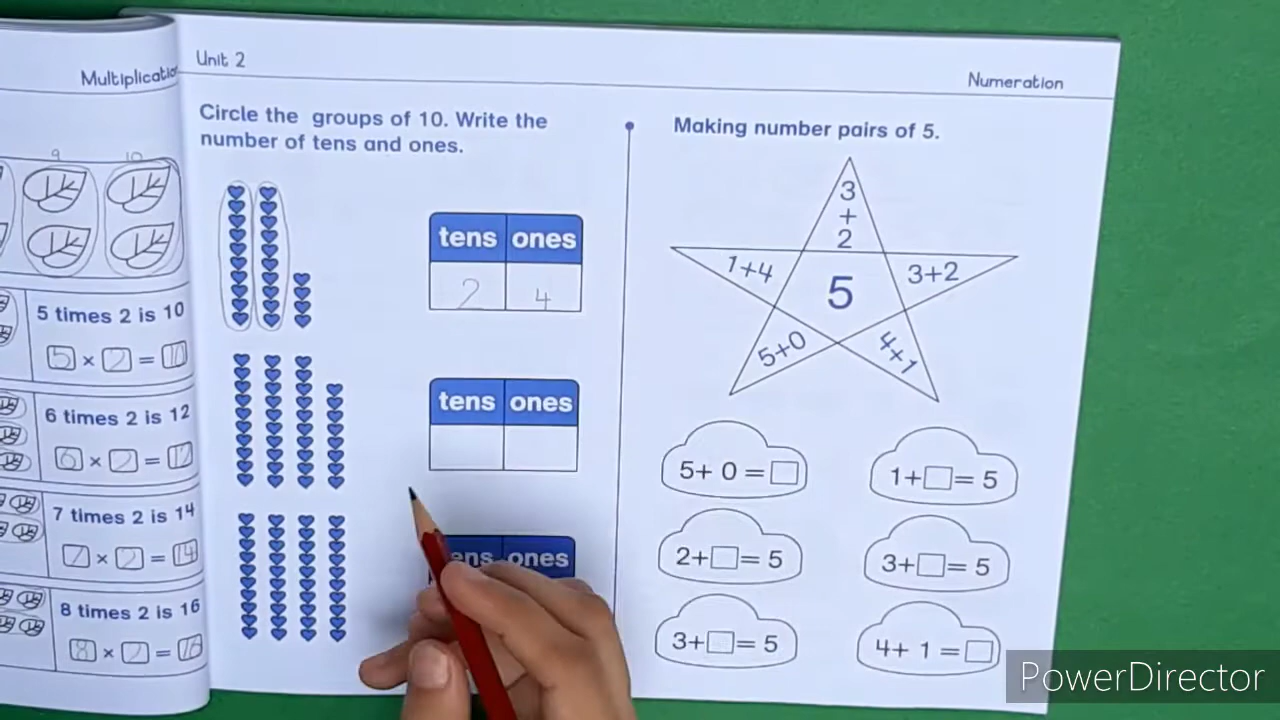 Multiplicatio
9 10
5 times 2 is 10
5 × 2 = 10
6 times 2 is 12
6 × 2 = 12
7 times 2 is 14
7 × 2 = 14
8 times 2 is 16
8 × 2 = 16
Unit 2
Numeration
Circle the groups of 10. Write the
number of tens and ones.
tens ones
2 4
tens ones
tens ones
Making number pairs of 5.
3
+
2
1+4
3+2
5
5+0
4+1
5+ 0 = □
1+□= 5
2+□= 5
3+□= 5
3+□= 5
4+ 1 = □
PowerDirector